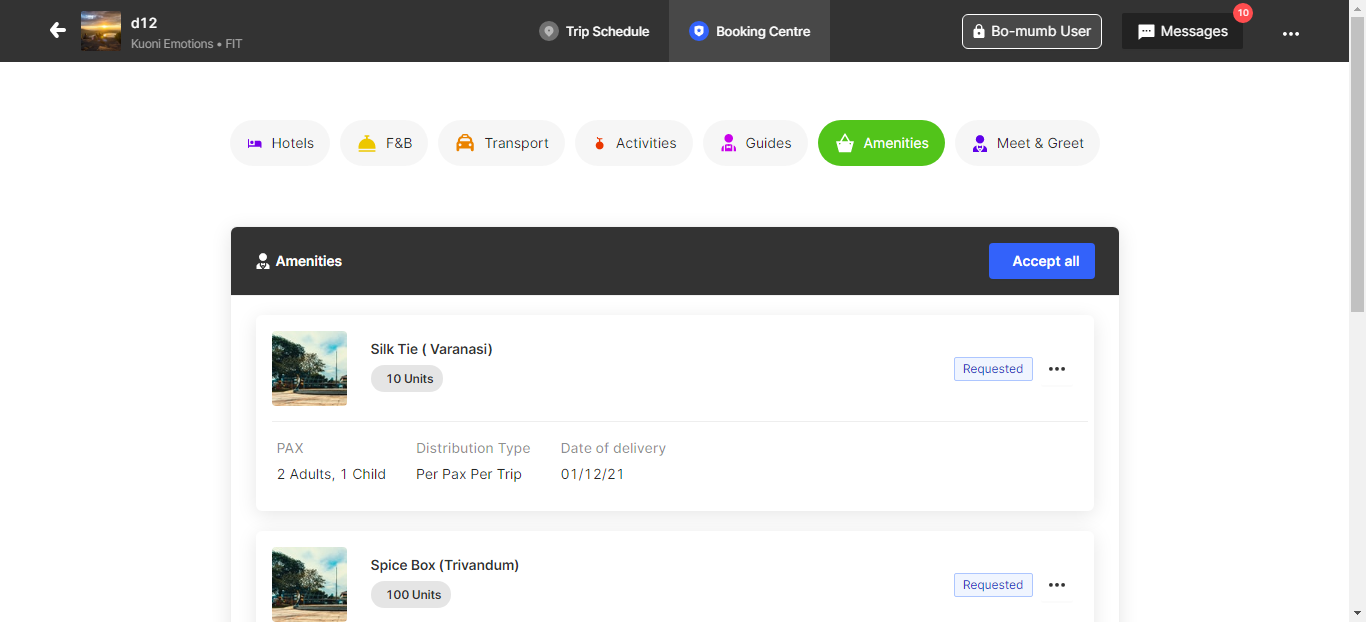 d12
Kuoni Emotions • FIT
Trip Schedule
Booking Centre
Bo-mumb User
Messages
10
Hotels
F&B
Transport
Activities
Guides
Amenities
Meet & Greet
Amenities
Accept all
Silk Tie ( Varanasi)
10 Units
Requested
PAX
Distribution Type
Date of delivery
2 Adults, 1 Child
Per Pax Per Trip
01/12/21
Spice Box (Trivandum)
100 Units
Requested